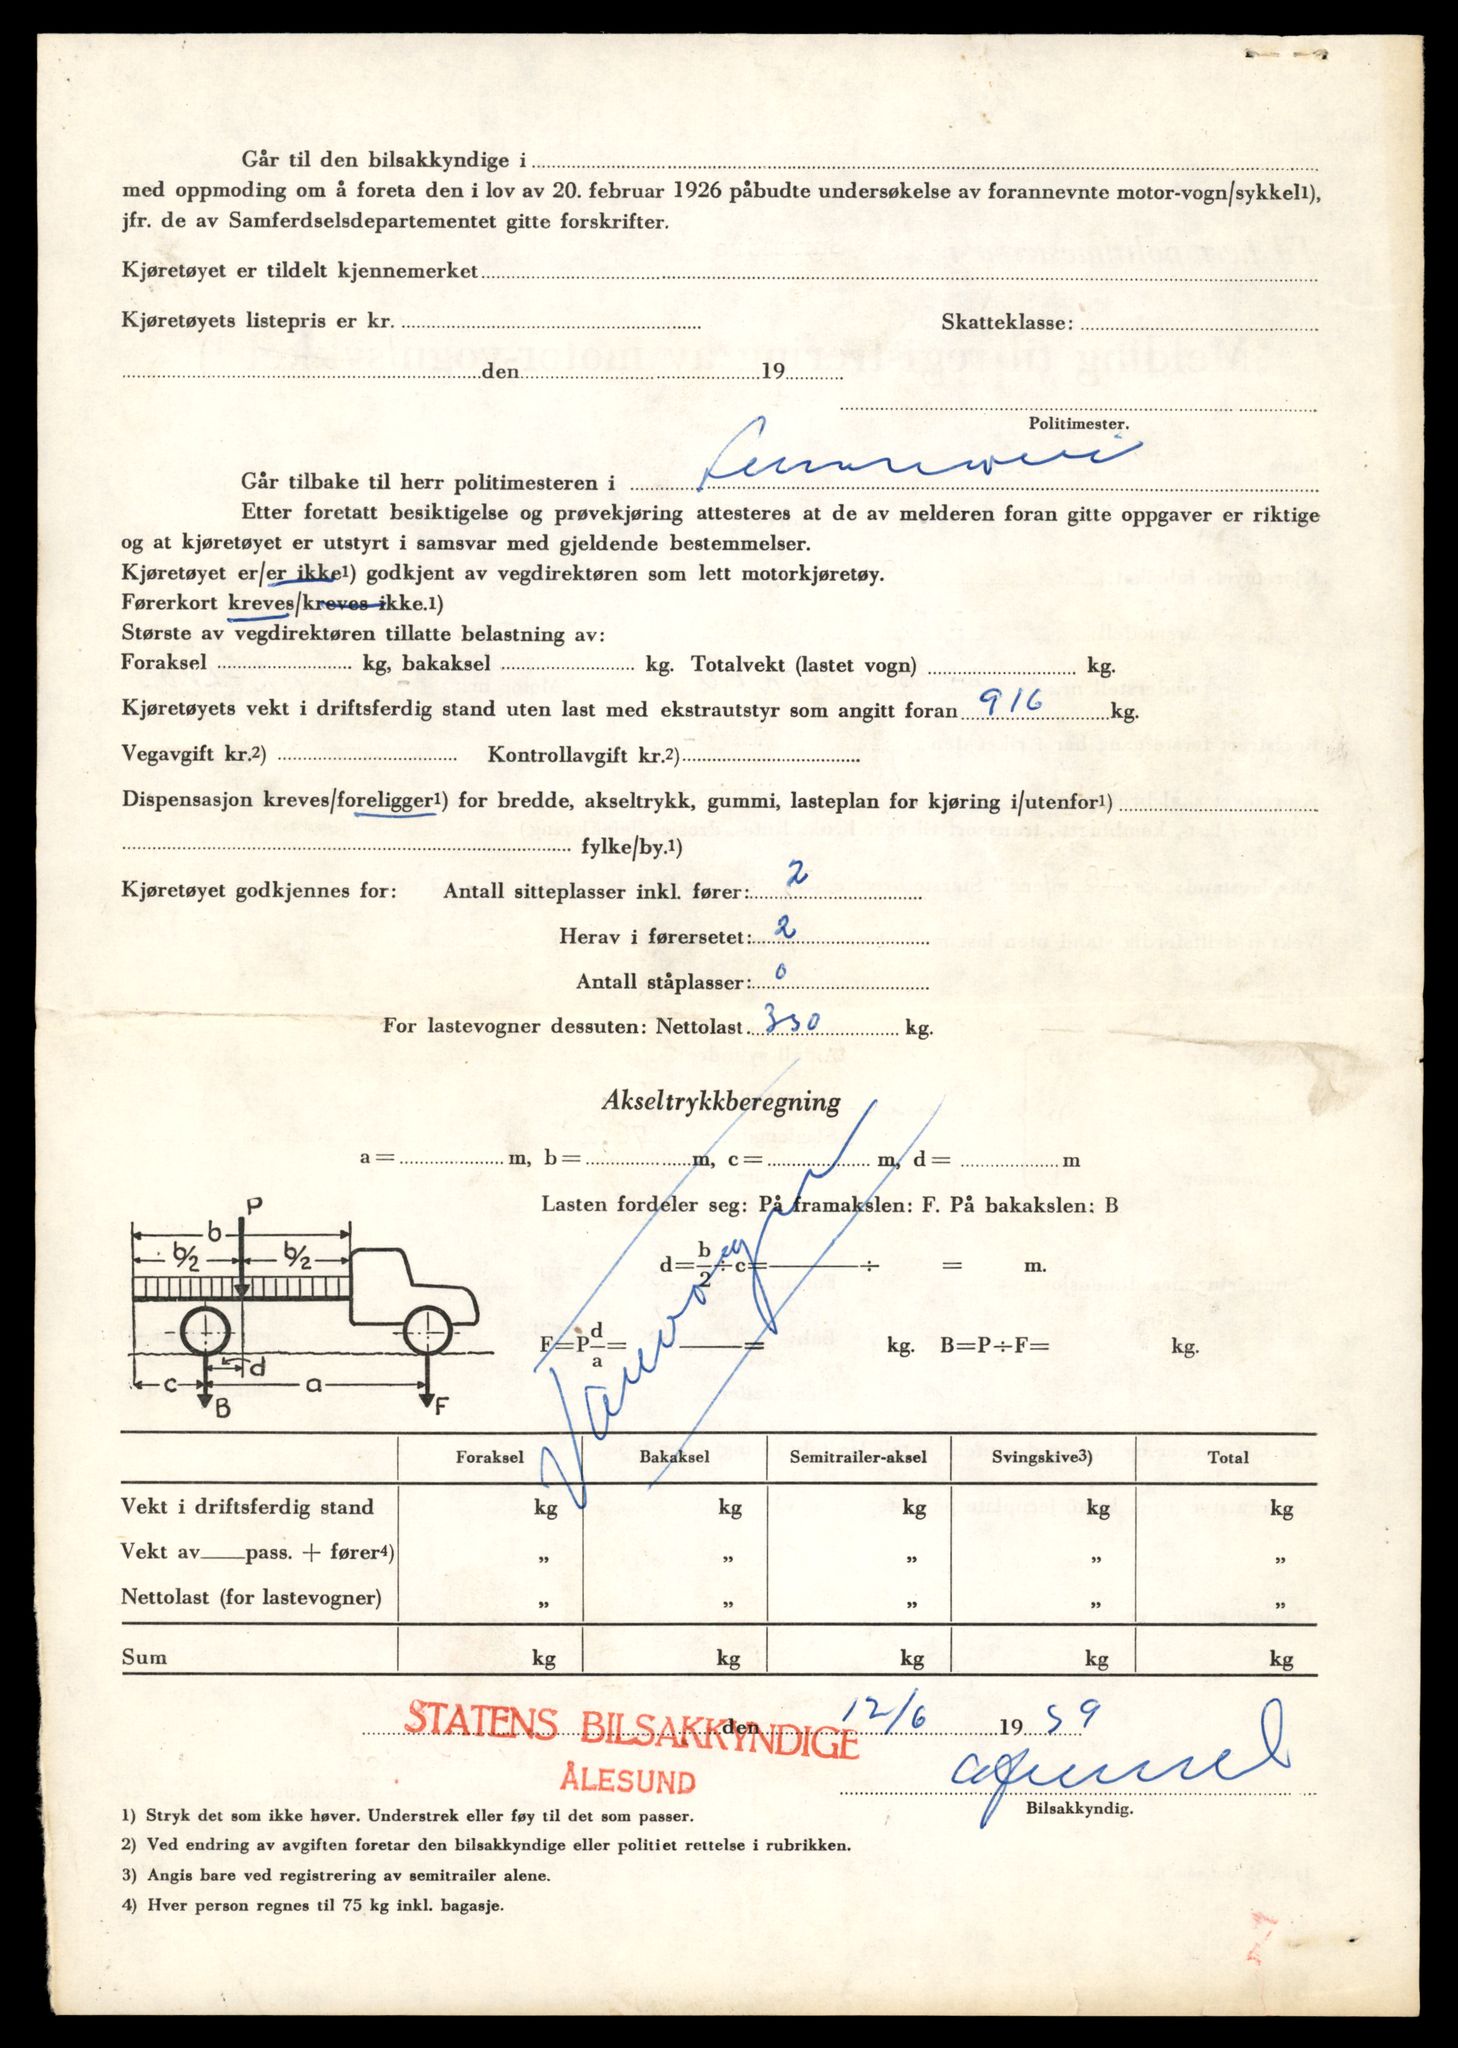 Går til den bilsakkyndige i
med oppmoding om å foreta den i lov av 20. februar 1926 påbudte undersøkelse av forannevnte motor-vogn/sykkel1),
jfr. de av Samferdselsdepartementet gitte forskrifter.
Kjøretøyet er tildelt kjennemerket
Kjøretøyets listepris er kr. Skatteklasse:
den 19
Politimester.
Går tilbake til herr politimesteren i
Etter foretatt besiktigelse og prøvekjøring attesteres at de av melderen foran gitte oppgaver er riktige
og at kjøretøyet er utstyrt i samsvar med gjeldende bestemmelser.
Kjøretøyet er/er ikke1) godkjent av vegdirektøren som lett motorkjøretøy.
Førerkort kreves/kreves ikke.1)
Største av vegdirektøren tillatte belastning av:
Foraksel kg, bakaksel kg. Totalvekt (lastet vogn) kg.
Kjøretøyets vekt i driftsferdig stand uten last med ekstrautstyr som angitt foran 916 kg.
Vegavgift kr.2) Kontrollavgift kr.2)
Dispensasjon kreves/foreligger1) for bredde, akseltrykk, gummi, lasteplan for kjøring i/utenfor1)
fylke/by.1)
Kjøretøyet godkjennes for: Antall sitteplasser inkl. fører: 2
Herav i førersetet: 2
Antall ståplasser: 0
For lastevogner dessuten: Nettolast 350 kg.
Akseltrykkberegning
a= m, b= m, c= m, d= m
Lasten fordeler seg: På framakslen: F. På bakakslen: B
d=b/2÷c= ÷ = m.
F=P d/a= = kg. B=P÷F= kg.
Varevogn
P
b
b/2 b/2
d
c a
B F
Foraksel Bakaksel Semitrailer-aksel Svingskive3) Total
Vekt i driftsferdig stand kg kg kg kg kg
Vekt av pass. + fører4) „ „ „ „ „
Nettolast (for lastevogner) „ „ „ „ „
Sum kg kg kg kg kg
STATENS BILSAKKYNDIGE den 12/6 1959
ÅLESUND
Bilsakkyndig.
1) Stryk det som ikke høver. Understrek eller føy til det som passer.
2) Ved endring av avgiften foretar den bilsakkyndige eller politiet rettelse i rubrikken.
3) Angis bare ved registrering av semitrailer alene.
4) Hver person regnes til 75 kg inkl. bagasje.